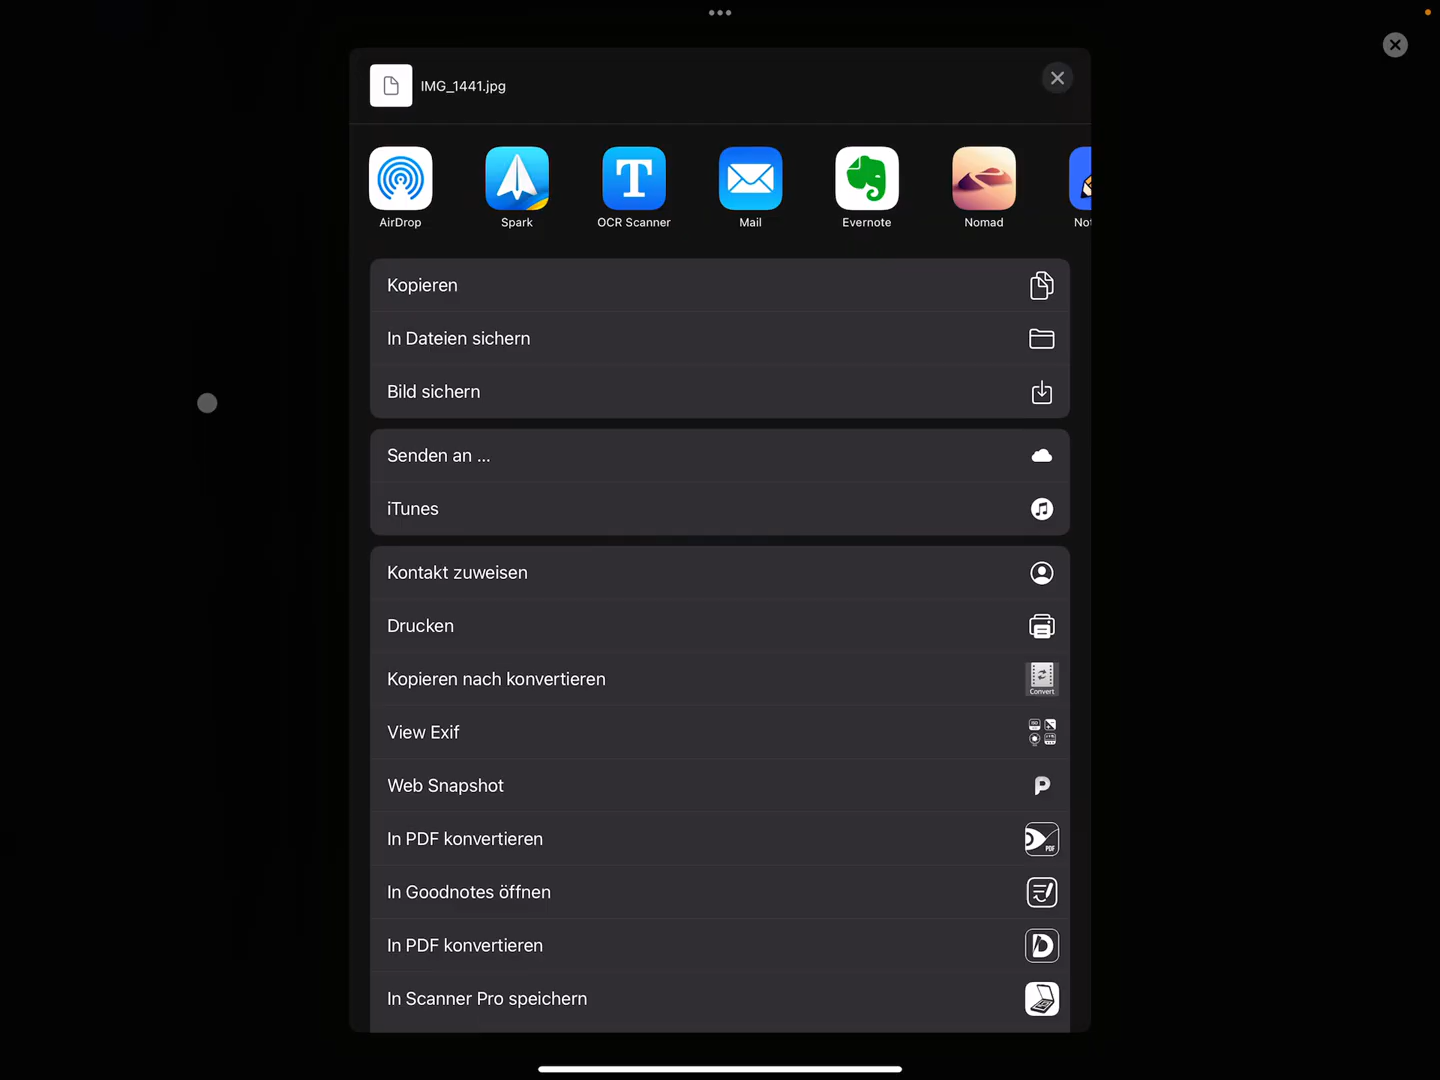 IMG_1441.jpg
AirDrop
Spark
OCR Scanner
Mail
Evernote
Nomad
Kopieren
In Dateien sichern
Bild sichern
Senden an ...
iTunes
Kontakt zuweisen
Drucken
Kopieren nach konvertieren
Convert
View Exif
Web Snapshot
In PDF konvertieren
PDF
In Goodnotes öffnen
In PDF konvertieren
In Scanner Pro speichern